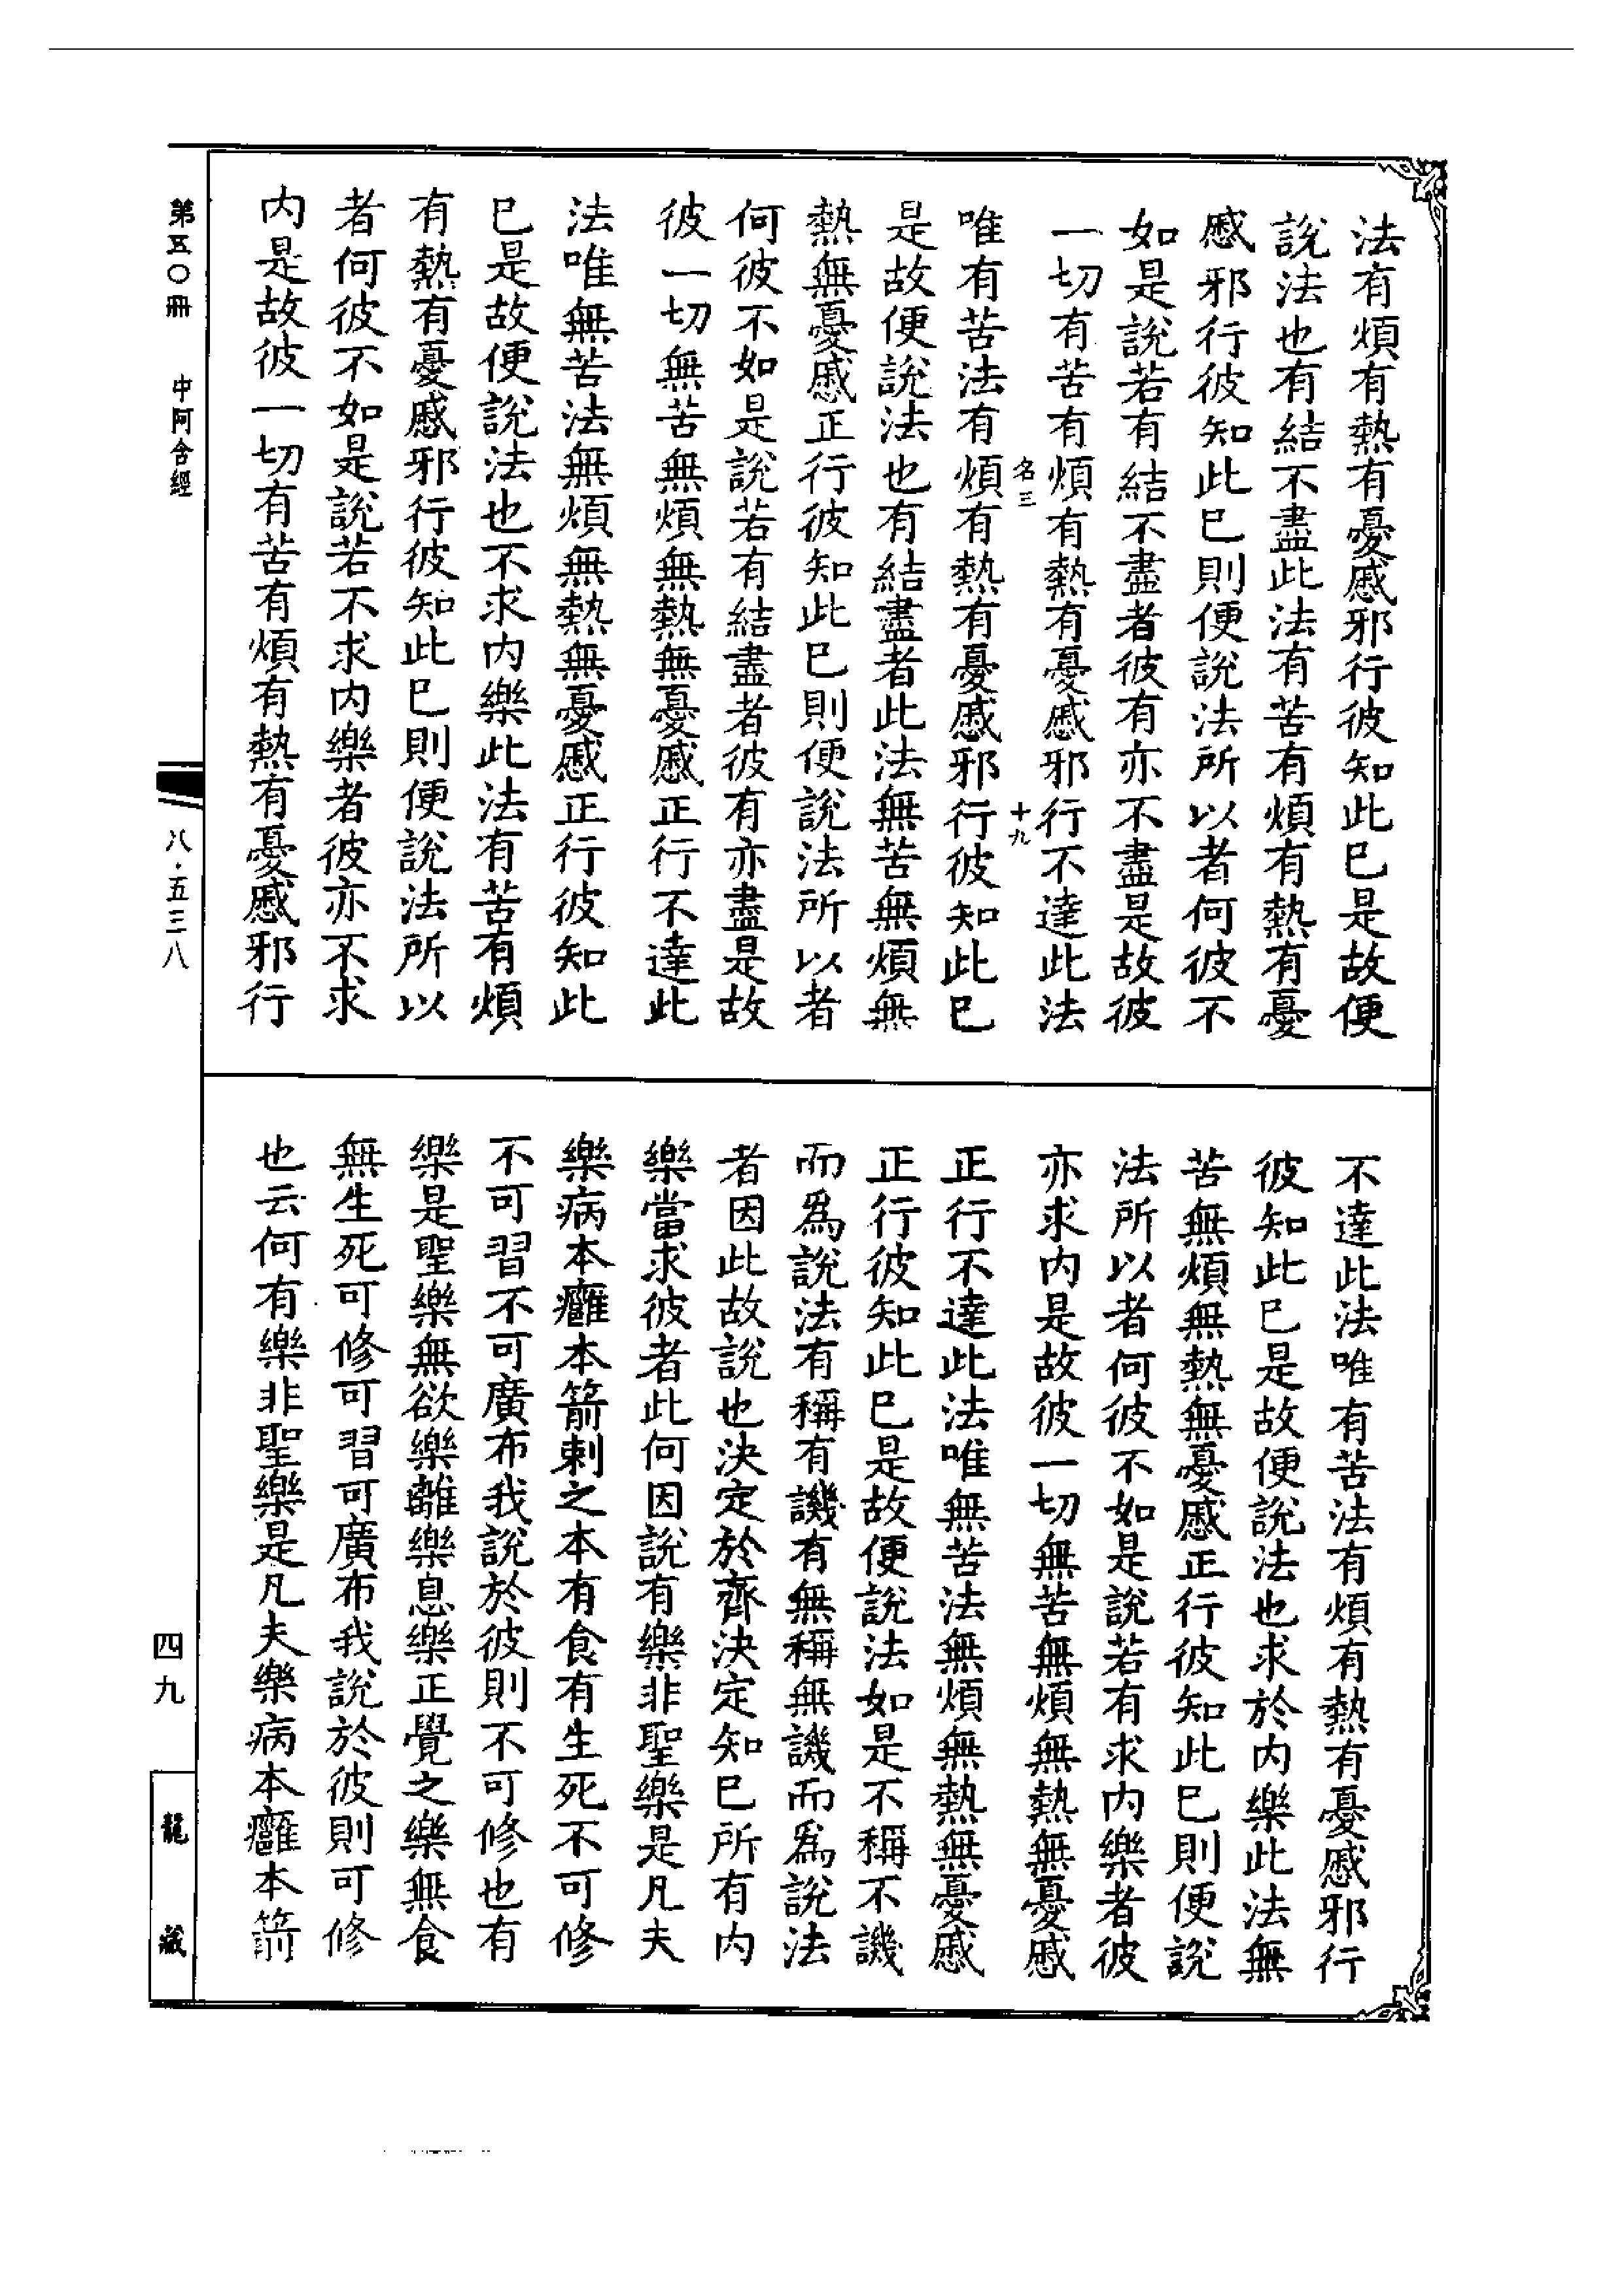 法有煩有熱有憂慼邪行彼知此已是故便
說法也有結不盡此法有苦有煩有熱有憂
慼邪行彼知此已則便說法所以者何彼不
如是說若有結不盡者彼有亦不盡是故彼
一切有苦有煩有熱有憂慼邪行不達此法
名三 十九
唯有苦法有煩有熱有憂慼邪行彼知此已
是故便說法也有結盡者此法無苦無煩無
熱無憂慼正行彼知此已則便說法所以者
何彼不如是說若有結盡者彼有亦盡是故
彼一切無苦無煩無熱無憂慼正行不達此
法唯無苦法無煩無熱無憂慼正行彼知此
已是故便說法也不求內樂此法有苦有煩
有熱有憂慼邪行彼知此已則便說法所以
者何彼不如是說若不求內樂者彼亦不求
內是故彼一切有苦有煩有熱有憂慼邪行
不達此法唯有苦法有煩有熱有憂慼邪行
彼知此已是故便說法也求於內樂此法無
苦無煩無熱無憂慼正行彼知此已則便說
法所以者何彼不如是說若有求內樂者彼
亦求內是故彼一切無苦無煩無熱無憂慼
正行不達此法唯無苦法無煩無熱無憂慼
正行彼知此已是故便說法如是不稱不譏
而為說法有稱有譏有無稱無譏而為說法
者因此故說也決定於齊決定知已所有內
樂當求彼者此何因說有樂非聖樂是凡夫
樂病本癰本箭刺之本有食有生死不可修
不可習不可廣布我說於彼則不可修也有
樂是聖樂無欲樂離樂息樂正覺之樂無食
無生死可修可習可廣布我說於彼則可修
也云何有樂非聖樂是凡夫樂病本癰本箭
第五〇冊 中阿含經
八·五三八
四九
龍藏